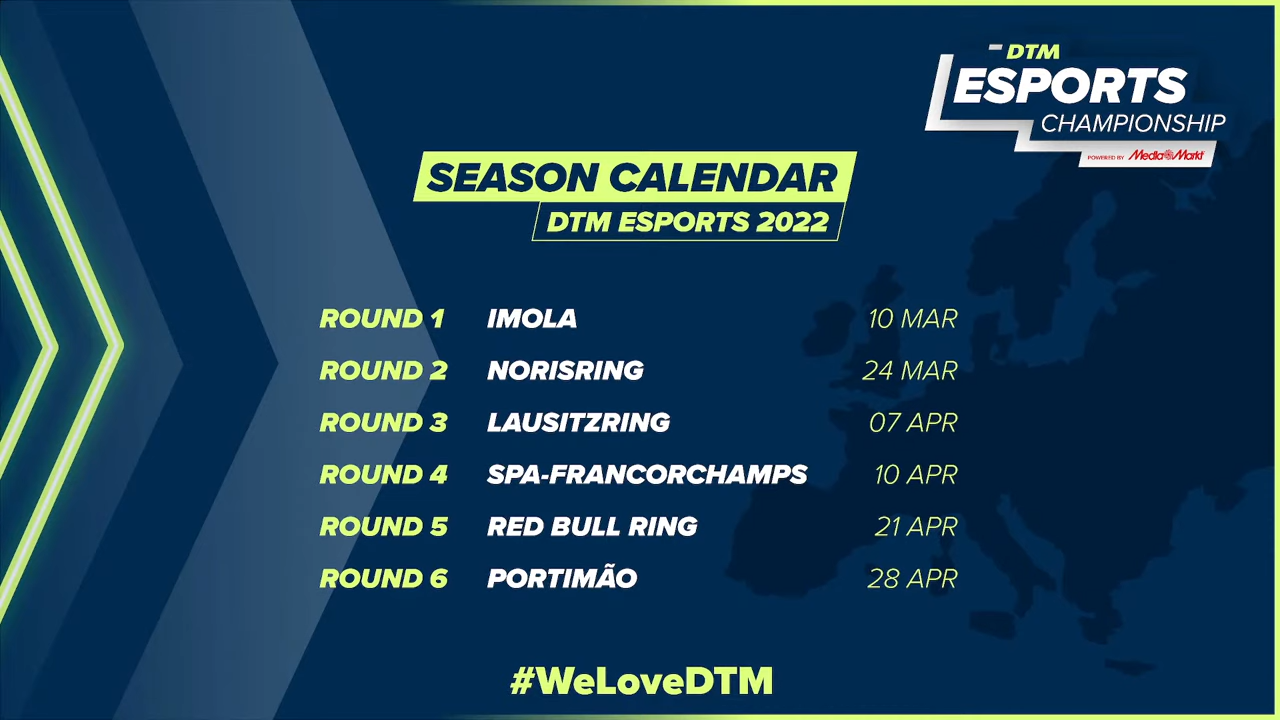 DTM
ESPORTS
CHAMPIONSHIP
POWERED BY MediaMarkt
SEASON CALENDAR
DTM ESPORTS 2022
ROUND 1 IMOLA 10 MAR
ROUND 2 NORISRING 24 MAR
ROUND 3 LAUSITZRING 07 APR
ROUND 4 SPA-FRANCORCHAMPS 10 APR
ROUND 5 RED BULL RING 21 APR
ROUND 6 PORTIMÃO 28 APR
#WeLoveDTM